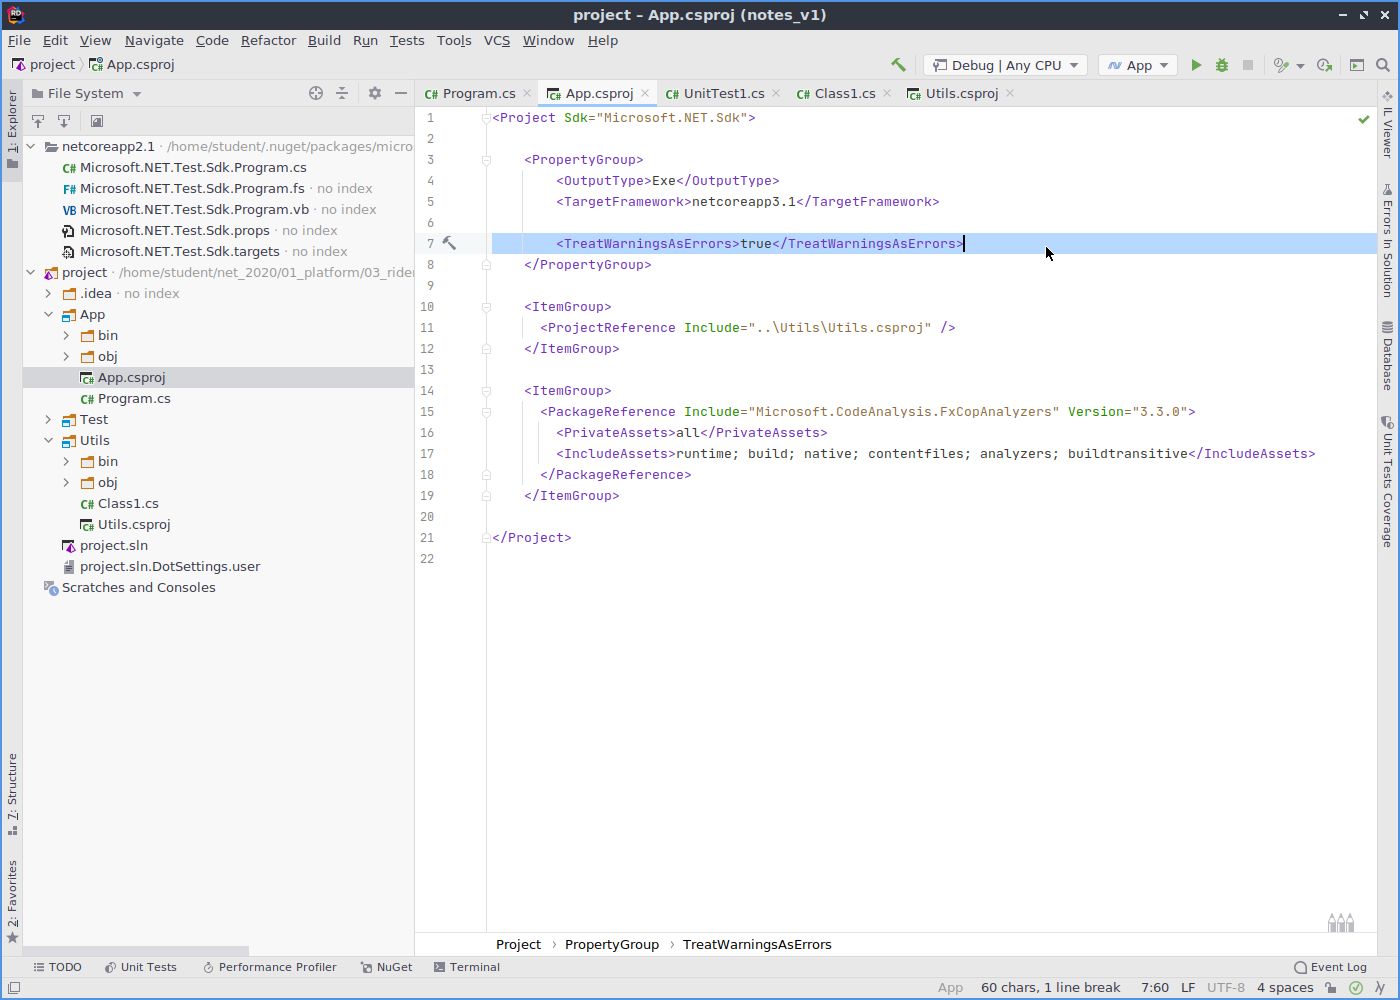 project – App.csproj (notes_v1)
File Edit View Navigate Code Refactor Build Run Tests Tools VCS Window Help
project App.csproj Debug | Any CPU App
1: Explorer
File System
Program.cs App.csproj UnitTest1.cs Class1.cs Utils.csproj
netcoreapp2.1 · /home/student/.nuget/packages/micro
Microsoft.NET.Test.Sdk.Program.cs
Microsoft.NET.Test.Sdk.Program.fs · no index
Microsoft.NET.Test.Sdk.Program.vb · no index
Microsoft.NET.Test.Sdk.props · no index
Microsoft.NET.Test.Sdk.targets · no index
project · /home/student/net_2020/01_platform/03_rider
.idea · no index
App
bin
obj
App.csproj
Program.cs
Test
Utils
bin
obj
Class1.cs
Utils.csproj
project.sln
project.sln.DotSettings.user
Scratches and Consoles
7: Structure
2: Favorites
1 <Project Sdk="Microsoft.NET.Sdk">
2
3 <PropertyGroup>
4 <OutputType>Exe</OutputType>
5 <TargetFramework>netcoreapp3.1</TargetFramework>
6
7 <TreatWarningsAsErrors>true</TreatWarningsAsErrors>
8 </PropertyGroup>
9
10 <ItemGroup>
11 <ProjectReference Include="..\Utils\Utils.csproj" />
12 </ItemGroup>
13
14 <ItemGroup>
15 <PackageReference Include="Microsoft.CodeAnalysis.FxCopAnalyzers" Version="3.3.0">
16 <PrivateAssets>all</PrivateAssets>
17 <IncludeAssets>runtime; build; native; contentfiles; analyzers; buildtransitive</IncludeAssets>
18 </PackageReference>
19 </ItemGroup>
20
21 </Project>
22
IL Viewer
Errors In Solution
Database
Unit Tests Coverage
Project › PropertyGroup › TreatWarningsAsErrors
TODO Unit Tests Performance Profiler NuGet Terminal Event Log
App 60 chars, 1 line break 7:60 LF UTF-8 4 spaces